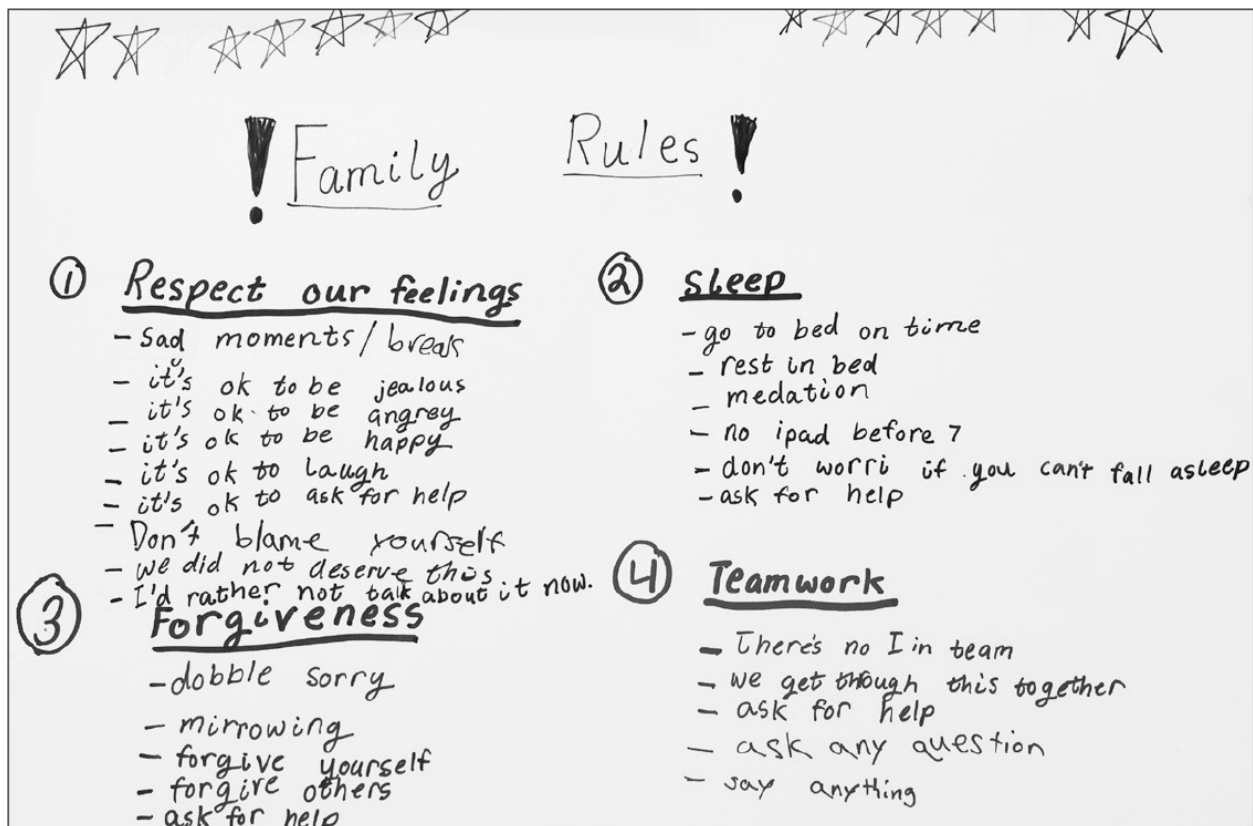 ! Family Rules !
① Respect our feelings
- Sad moments / break
- it's ok to be jealous
- it's ok to be angrey
- it's ok to be happy
- it's ok to laugh
- it's ok to ask for help
- Don't blame yourself
- we did not deserve this
- I'd rather not talk about it now.
② Sleep
- go to bed on time
- rest in bed
- medation
- no ipad before 7
- don't worri if you can't fall asleep
- ask for help
③ Forgiveness
- dobble sorry
- mirrowing
- forgive yourself
- forgive others
- ask for help
④ Teamwork
- There's no I in team
- we get though this together
- ask for help
- ask any question
- say anything